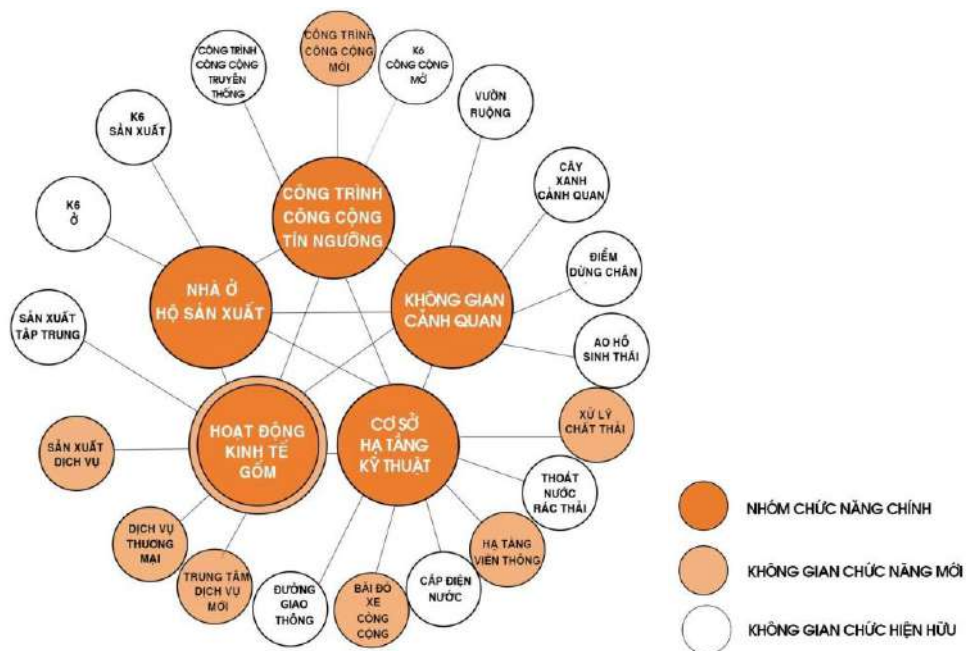 CÔNG TRÌNH
CÔNG CỘNG
MỚI
CÔNG TRÌNH
CÔNG CỘNG
TRUYỀN
THỐNG
K6
CÔNG CỘNG
MỞ
VƯỜN
RUỘNG
K6
SẢN XUẤT
CÂY
XANH
CẢNH QUAN
K6
Ở
CÔNG TRÌNH
CÔNG CỘNG
TÍN NGƯỠNG
ĐIỂM
DỪNG CHÂN
NHÀ Ở
HỘ SẢN XUẤT
KHÔNG GIAN
CẢNH QUAN
SẢN XUẤT
TẬP TRUNG
AO HỒ
SINH THÁI
HOẠT ĐỘNG
KINH TẾ
GỐM
CƠ SỞ
HẠ TẦNG
KỸ THUẬT
XỬ LÝ
CHẤT THẢI
SẢN XUẤT
DỊCH VỤ
THOÁT
NƯỚC
RÁC THẢI
DỊCH VỤ
THƯƠNG
MẠI
HẠ TẦNG
VIỄN THÔNG
TRUNG TÂM
DỊCH VỤ
MỚI
ĐƯỜNG
GIAO
THÔNG
BÃI ĐỖ
XE
CÔNG
CỘNG
CẤP ĐIỆN
NƯỚC
NHÓM CHỨC NĂNG CHÍNH
KHÔNG GIAN CHỨC NĂNG MỚI
KHÔNG GIAN CHỨC HIỆN HỮU